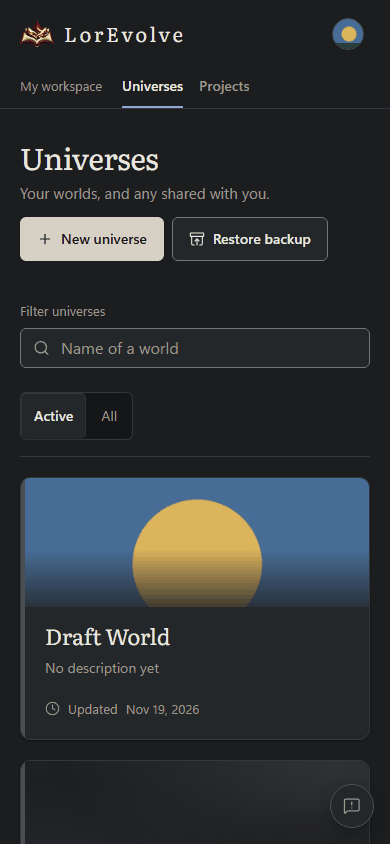 LorEvolve
My workspace Universes Projects
Universes
Your worlds, and any shared with you.
New universe Restore backup
Filter universes
Name of a world
Active All
Draft World
No description yet
Updated Nov 19, 2026